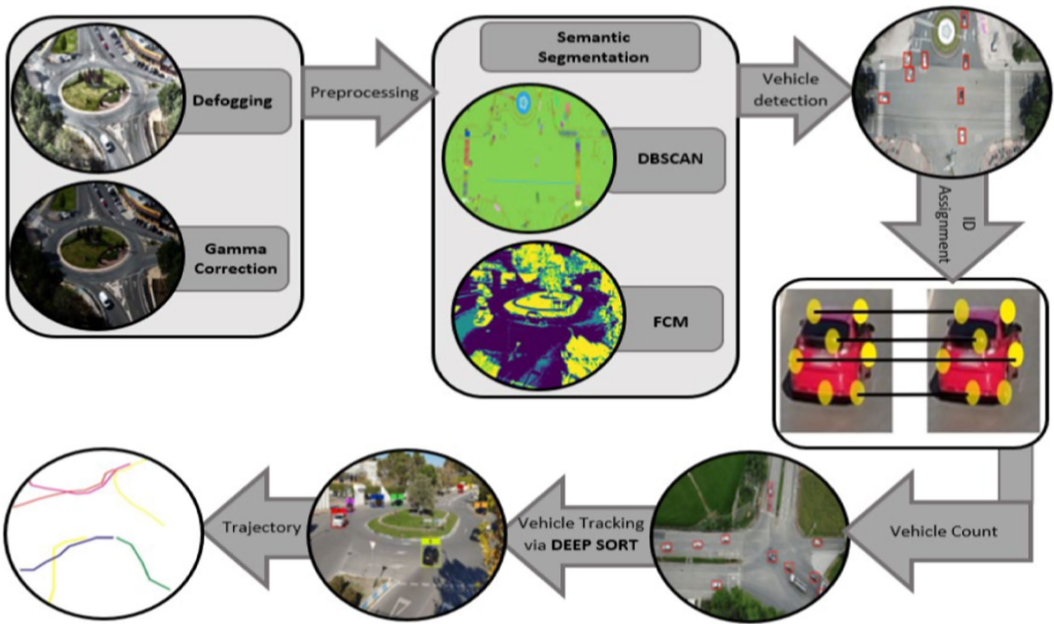 Defogging
Gamma
Correction
Preprocessing
Semantic
Segmentation
DBSCAN
FCM
Vehicle
detection
ID
Assignment
Vehicle Count
Vehicle Tracking
via DEEP SORT
Trajectory